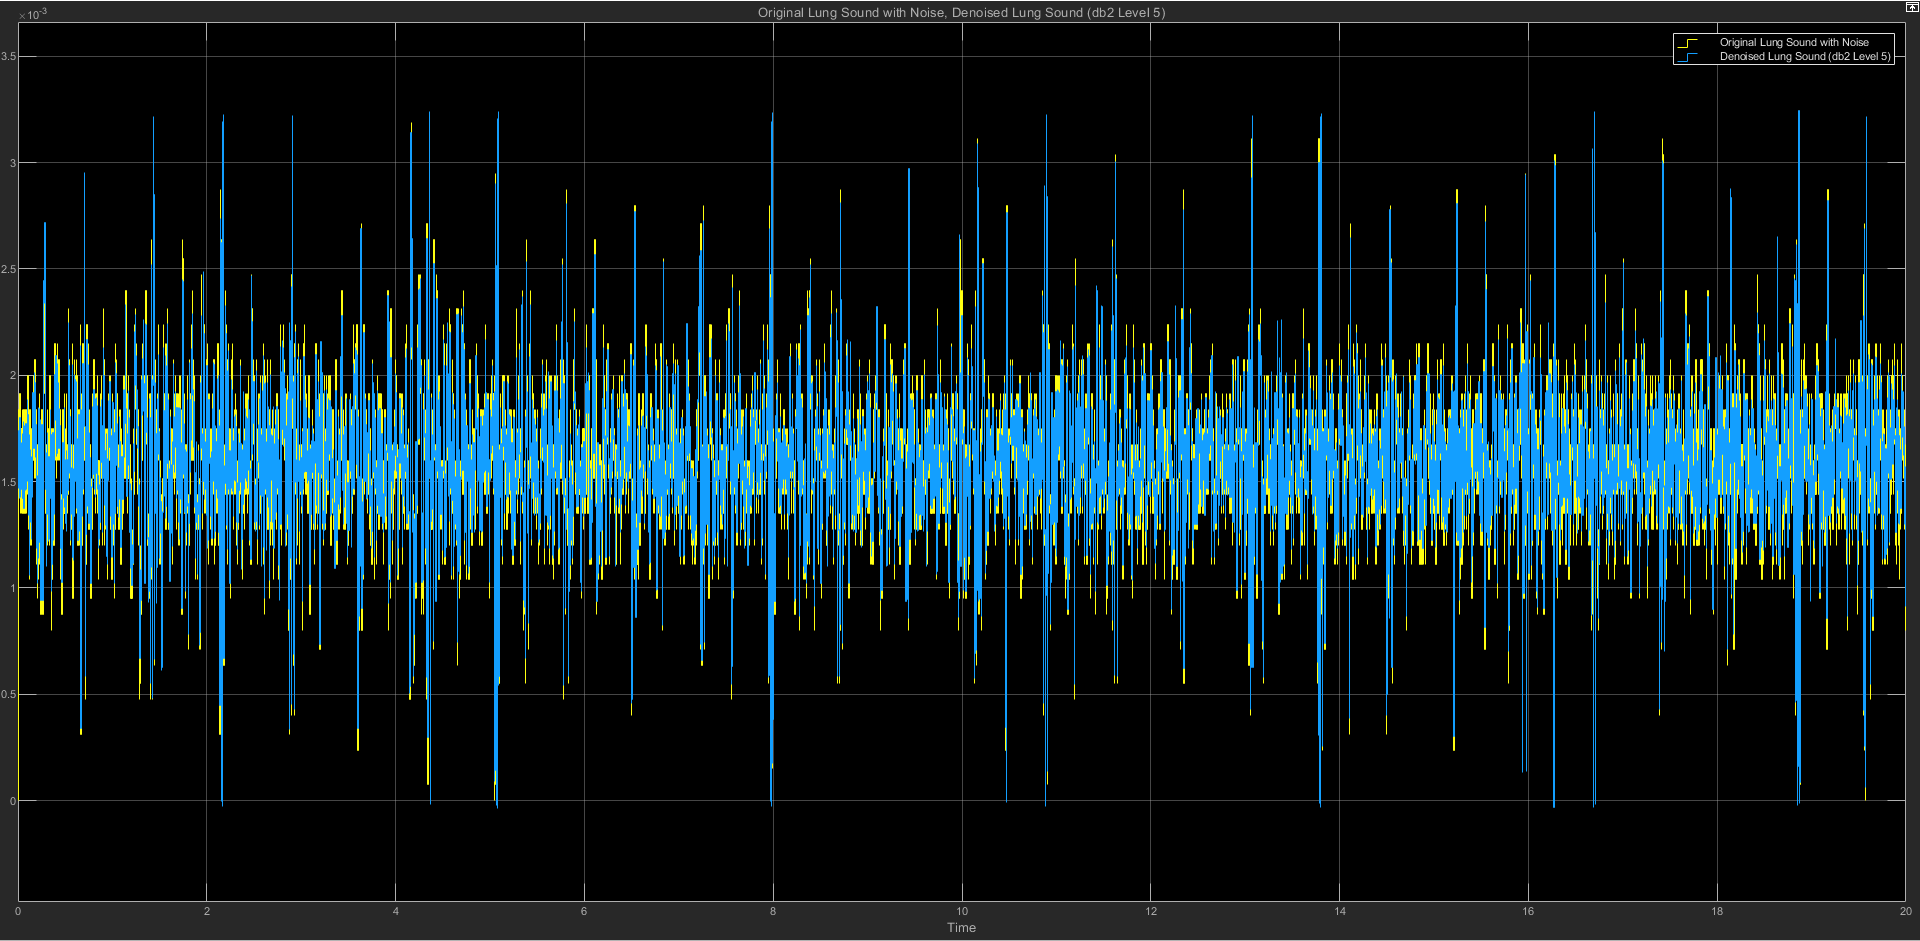 Original Lung Sound with Noise, Denoised Lung Sound (db2 Level 5)
×10⁻³
Original Lung Sound with Noise
Denoised Lung Sound (db2 Level 5)
3.5
3
2.5
2
1.5
1
0.5
0
0 2 4 6 8 10 12 14 16 18 20
Time